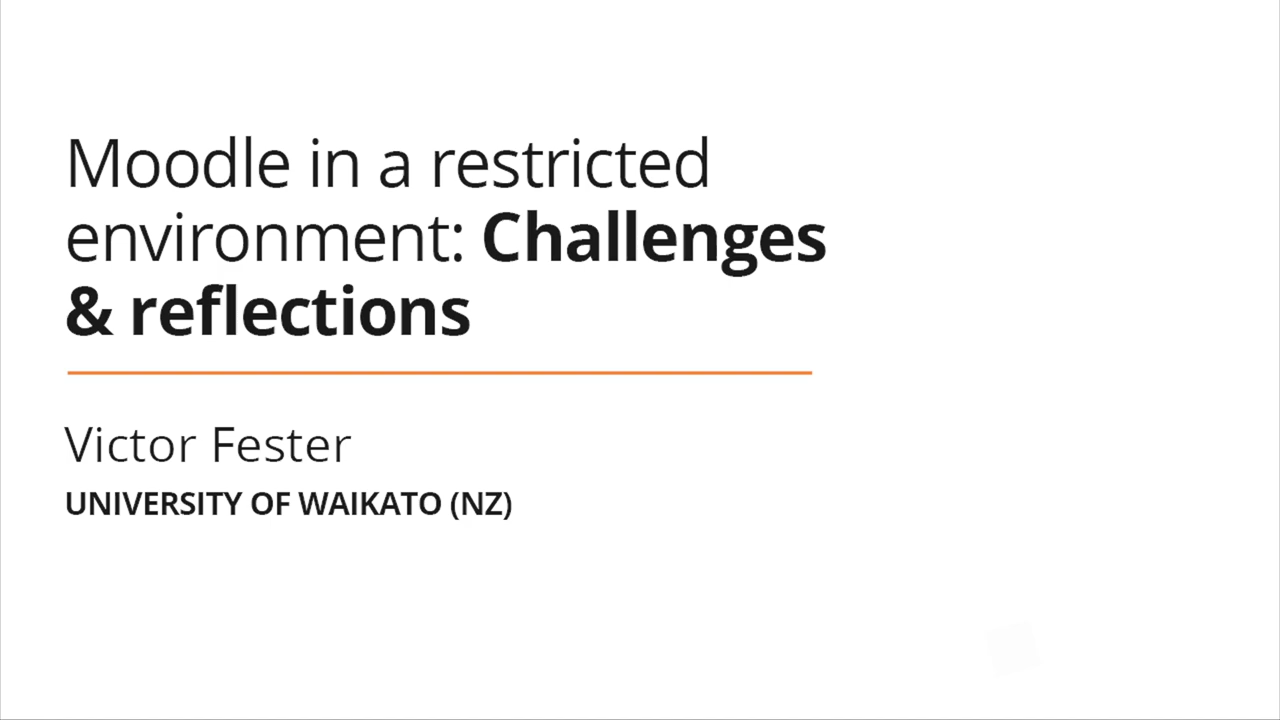 Moodle in a restricted
environment: Challenges
& reflections
Victor Fester
UNIVERSITY OF WAIKATO (NZ)